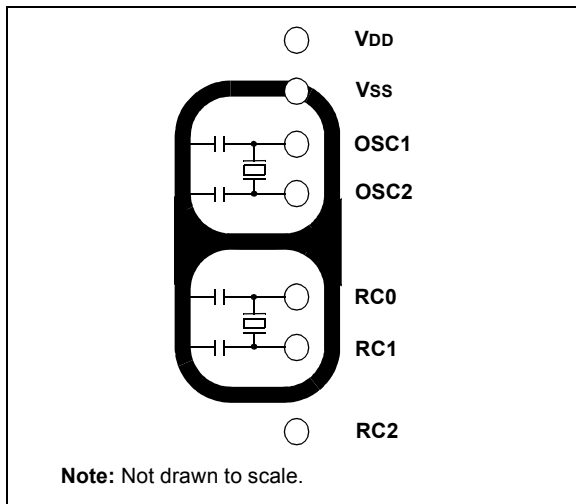 VDD
VSS
OSC1
OSC2
RC0
RC1
RC2
Note: Not drawn to scale.